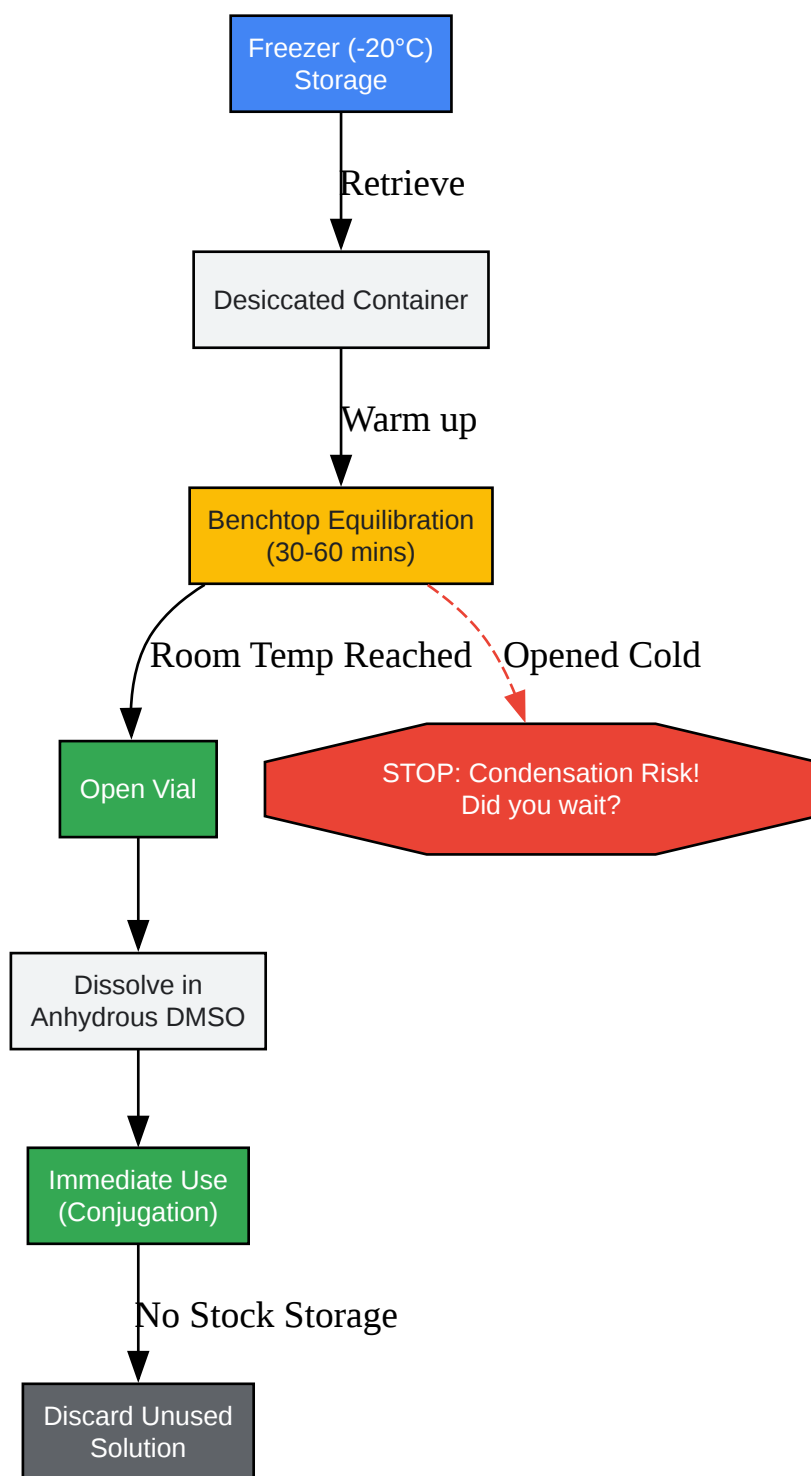 Freezer (-20°C)
Storage
Retrieve
Desiccated Container
Warm up
Benchtop Equilibration
(30-60 mins)
Room Temp Reached
Opened Cold
Open Vial
STOP: Condensation Risk!
Did you wait?
Dissolve in
Anhydrous DMSO
Immediate Use
(Conjugation)
No Stock Storage
Discard Unused
Solution